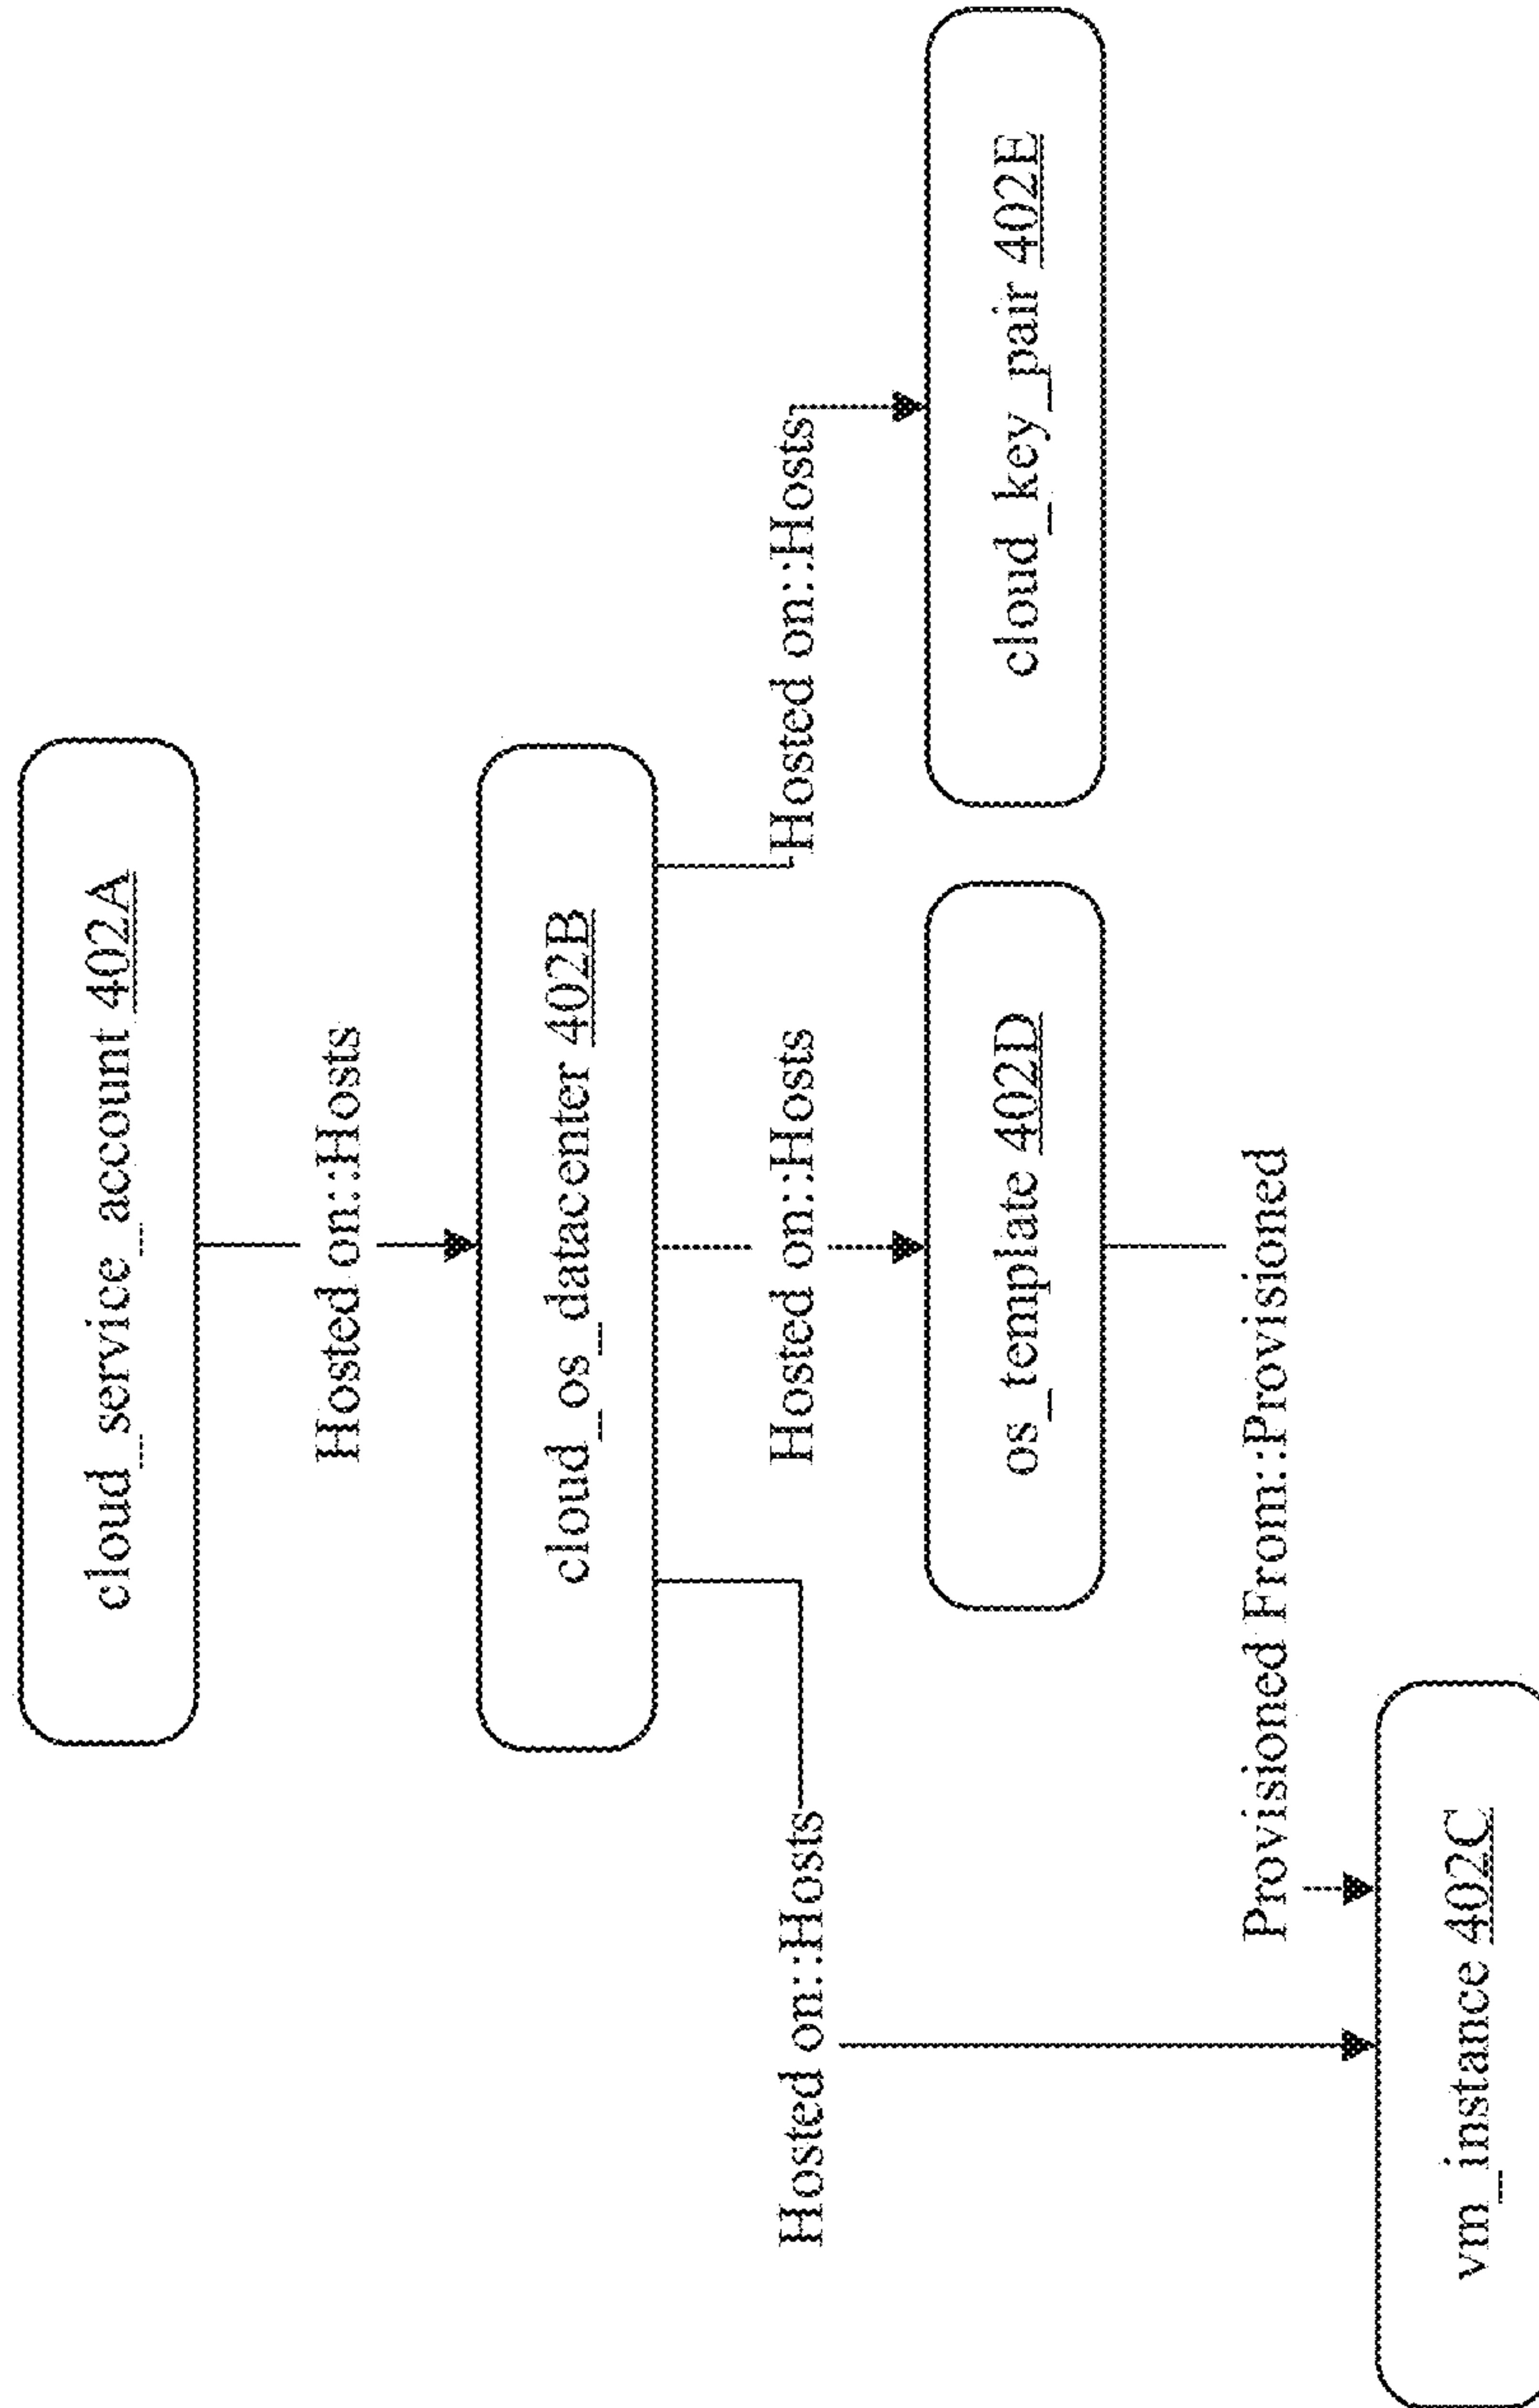 cloud_service_account 402A
Hosted on::Hosts
cloud_os_datacenter 402B
Hosted on::Hosts
Hosted on::Hosts
Hosted on::Hosts
os_template 402D
cloud_key_pair 402E
Provisioned From::Provisioned
vm_instance 402C